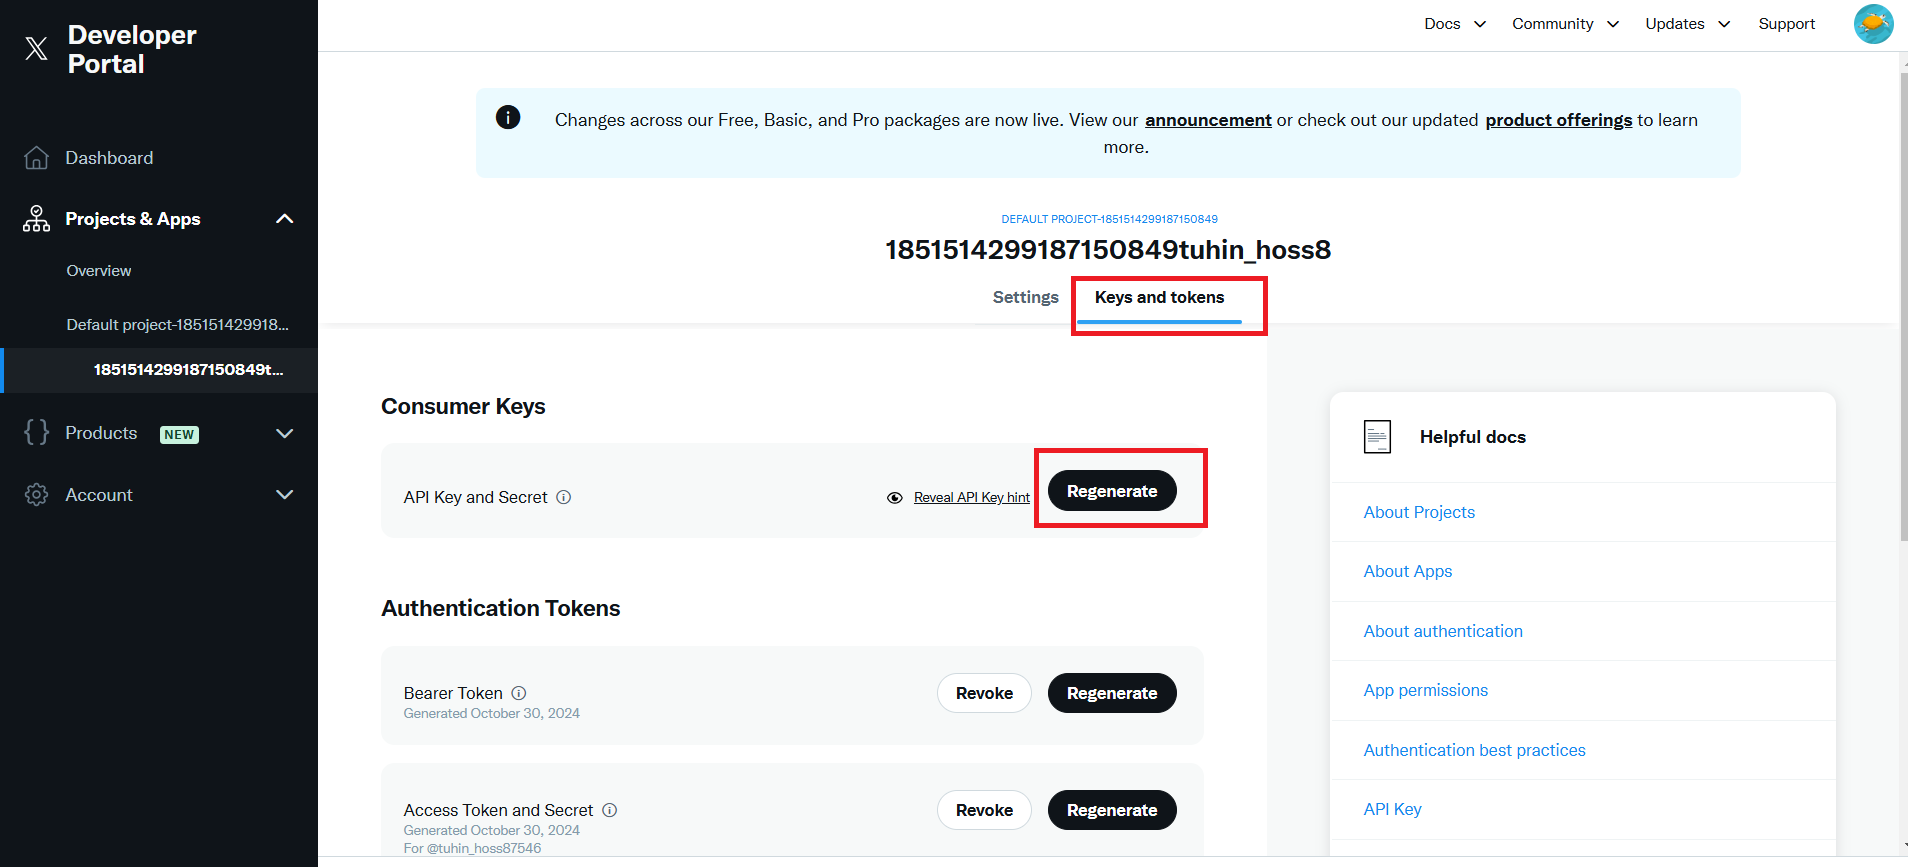 Developer
Portal
Docs
Community
Updates
Support
Dashboard
Projects & Apps
Overview
Default project-185151429918...
1851514299187150849t...
Products NEW
Account
Changes across our Free, Basic, and Pro packages are now live. View our announcement or check out our updated product offerings to learn
more.
DEFAULT PROJECT-1851514299187150849
1851514299187150849tuhin_hoss8
Settings
Keys and tokens
Consumer Keys
API Key and Secret
Reveal API Key hint
Regenerate
Authentication Tokens
Bearer Token
Generated October 30, 2024
Revoke
Regenerate
Access Token and Secret
Generated October 30, 2024
For @tuhin_hoss87546
Revoke
Regenerate
Helpful docs
About Projects
About Apps
About authentication
App permissions
Authentication best practices
API Key